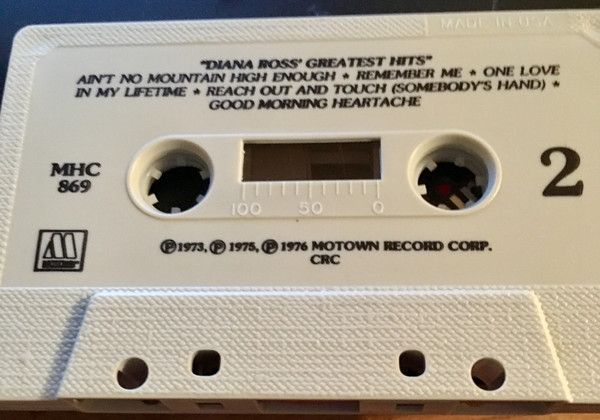 MADE IN USA
"DIANA ROSS' GREATEST HITS"
AIN'T NO MOUNTAIN HIGH ENOUGH * REMEMBER ME * ONE LOVE
IN MY LIFETIME * REACH OUT AND TOUCH (SOMEBODY'S HAND) *
GOOD MORNING HEARTACHE
MHC
869
2
100 50 0
M
℗1973, ℗ 1975, ℗ 1976 MOTOWN RECORD CORP.
CRC